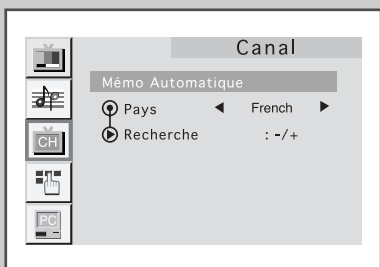 Canal
Mémo Automatique
Pays ◀ French ▶
Recherche : -/+
CH
PC